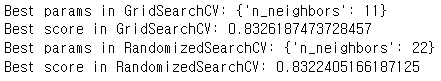 Best params in GridSearchCV: {'n_neighbors': 11}
Best score in GridSearchCV: 0.8326187473728457
Best params in RandomizedSearchCV: {'n_neighbors': 22}
Best score in RandomizedSearchCV: 0.8322405166187125